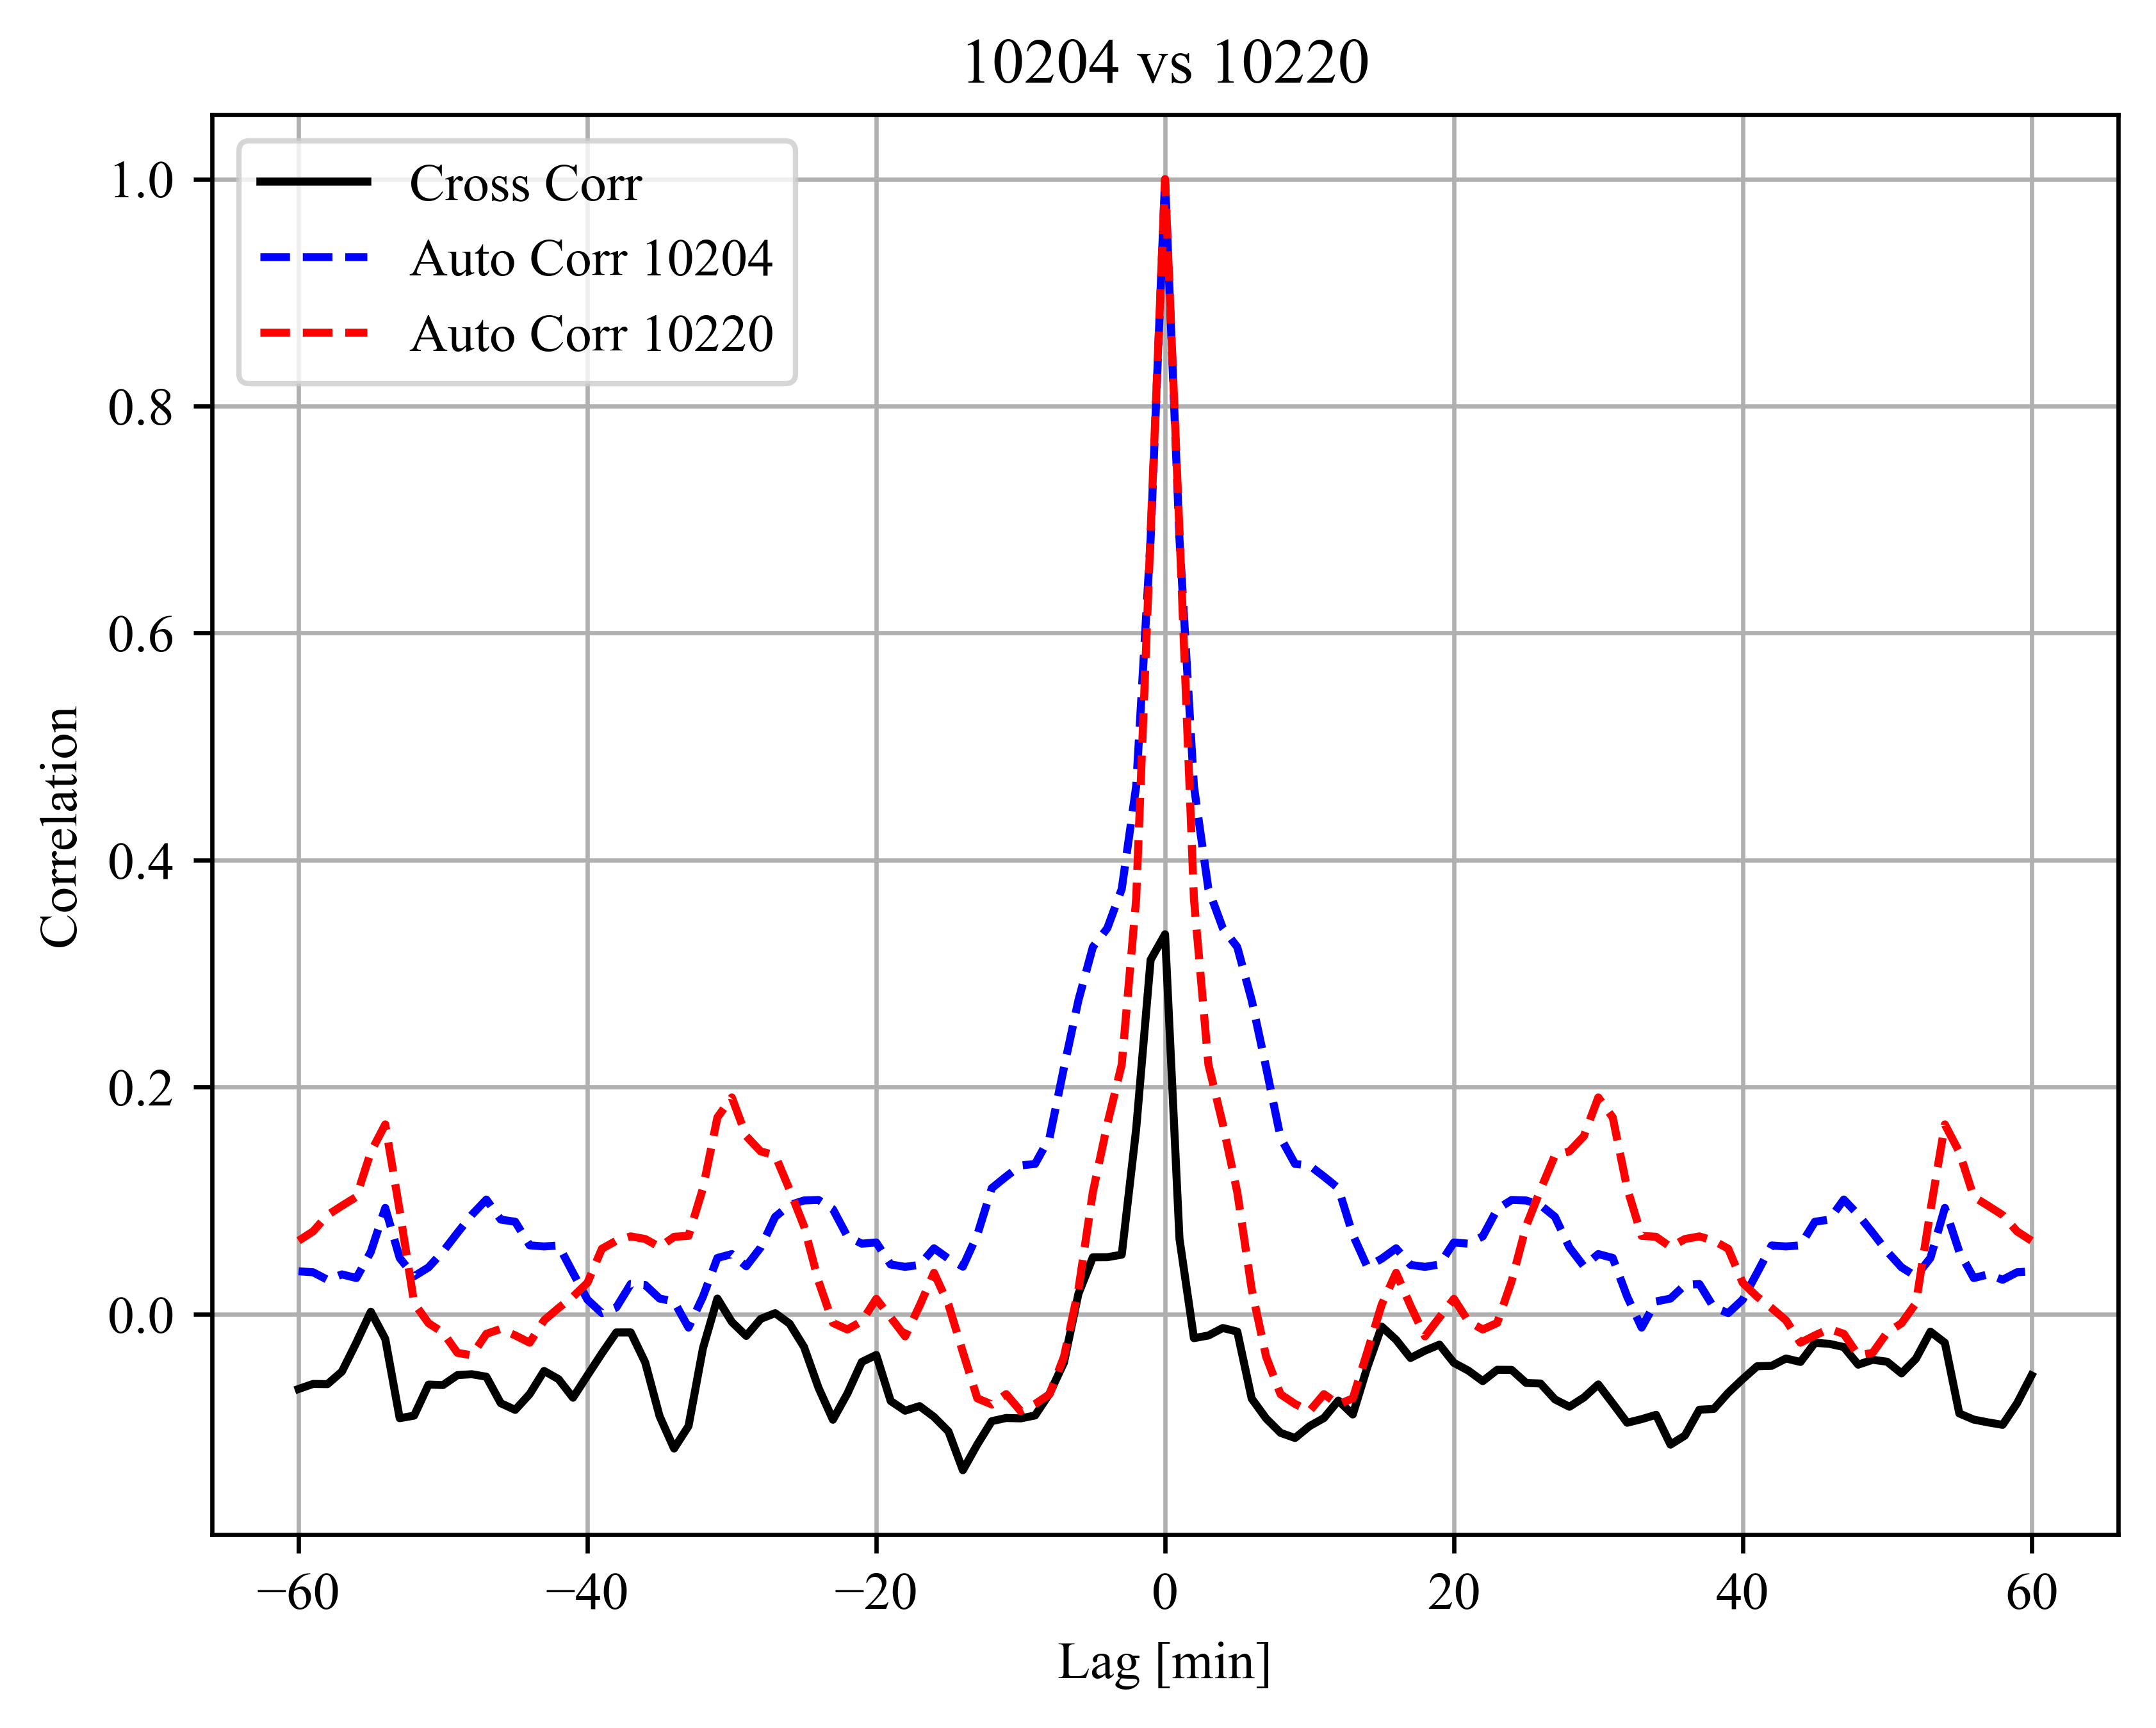 10204 vs 10220
Cross Corr
Auto Corr 10204
Auto Corr 10220
1.0
0.8
0.6
0.4
0.2
0.0
Correlation
−60
−40
−20
0
20
40
60
Lag [min]